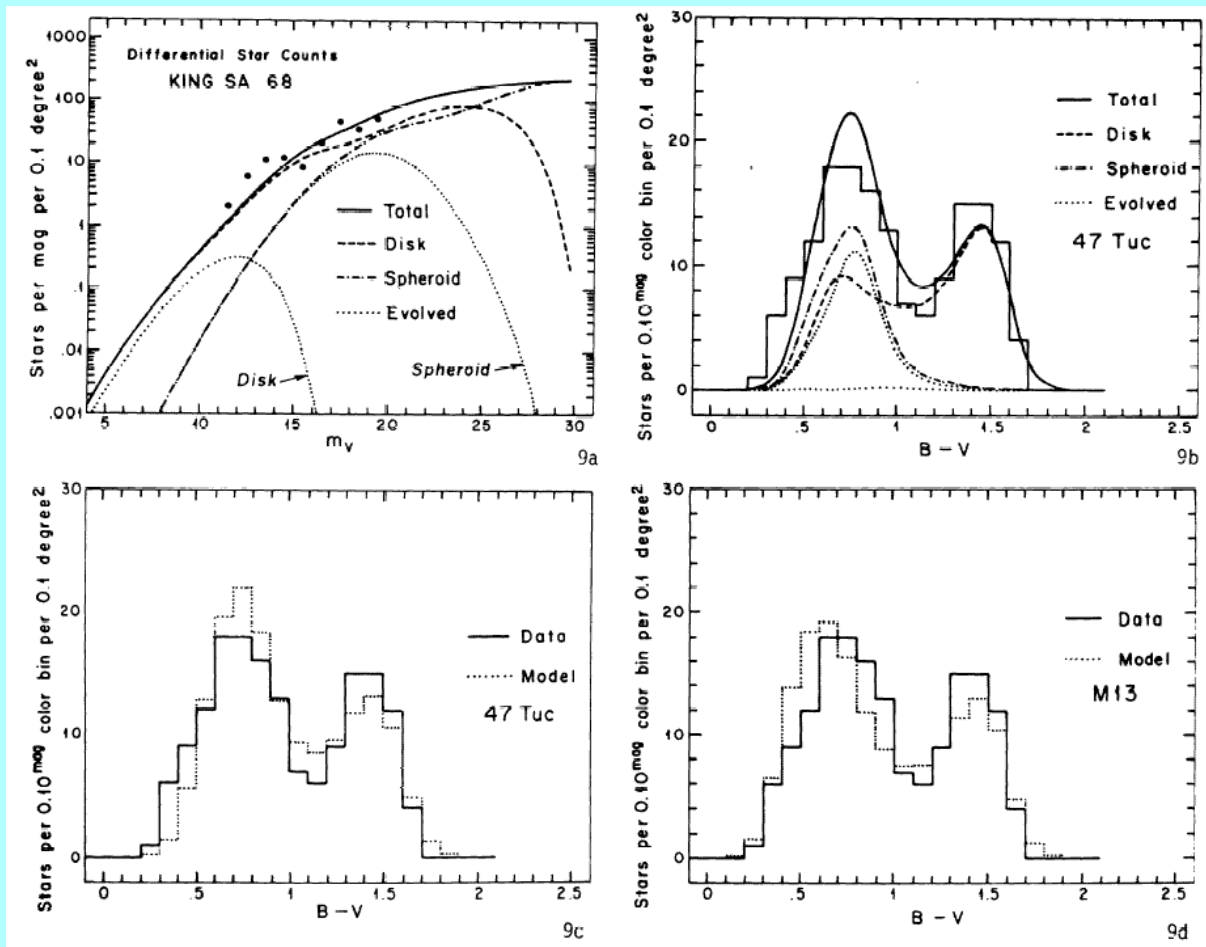 Differential Star Counts
KING SA 68
Stars per mag per 0.1 degree²
1000
100
10
1
.1
.01
.001
Total
Disk
Spheroid
Evolved
Disk
Spheroid
5
10
15
20
25
30
mV
9a
Stars per 0.10mag color bin per 0.1 degree²
30
20
10
0
Total
Disk
Spheroid
Evolved
47 Tuc
0
.5
1
1.5
2
2.5
B - V
9b
Stars per 0.10mag color bin per 0.1 degree²
30
20
10
0
Data
Model
47 Tuc
0
.5
1
1.5
2
2.5
B - V
9c
Stars per 0.10mag color bin per 0.1 degree²
30
20
10
0
Data
Model
M13
0
.5
1
1.5
2
2.5
B - V
9d